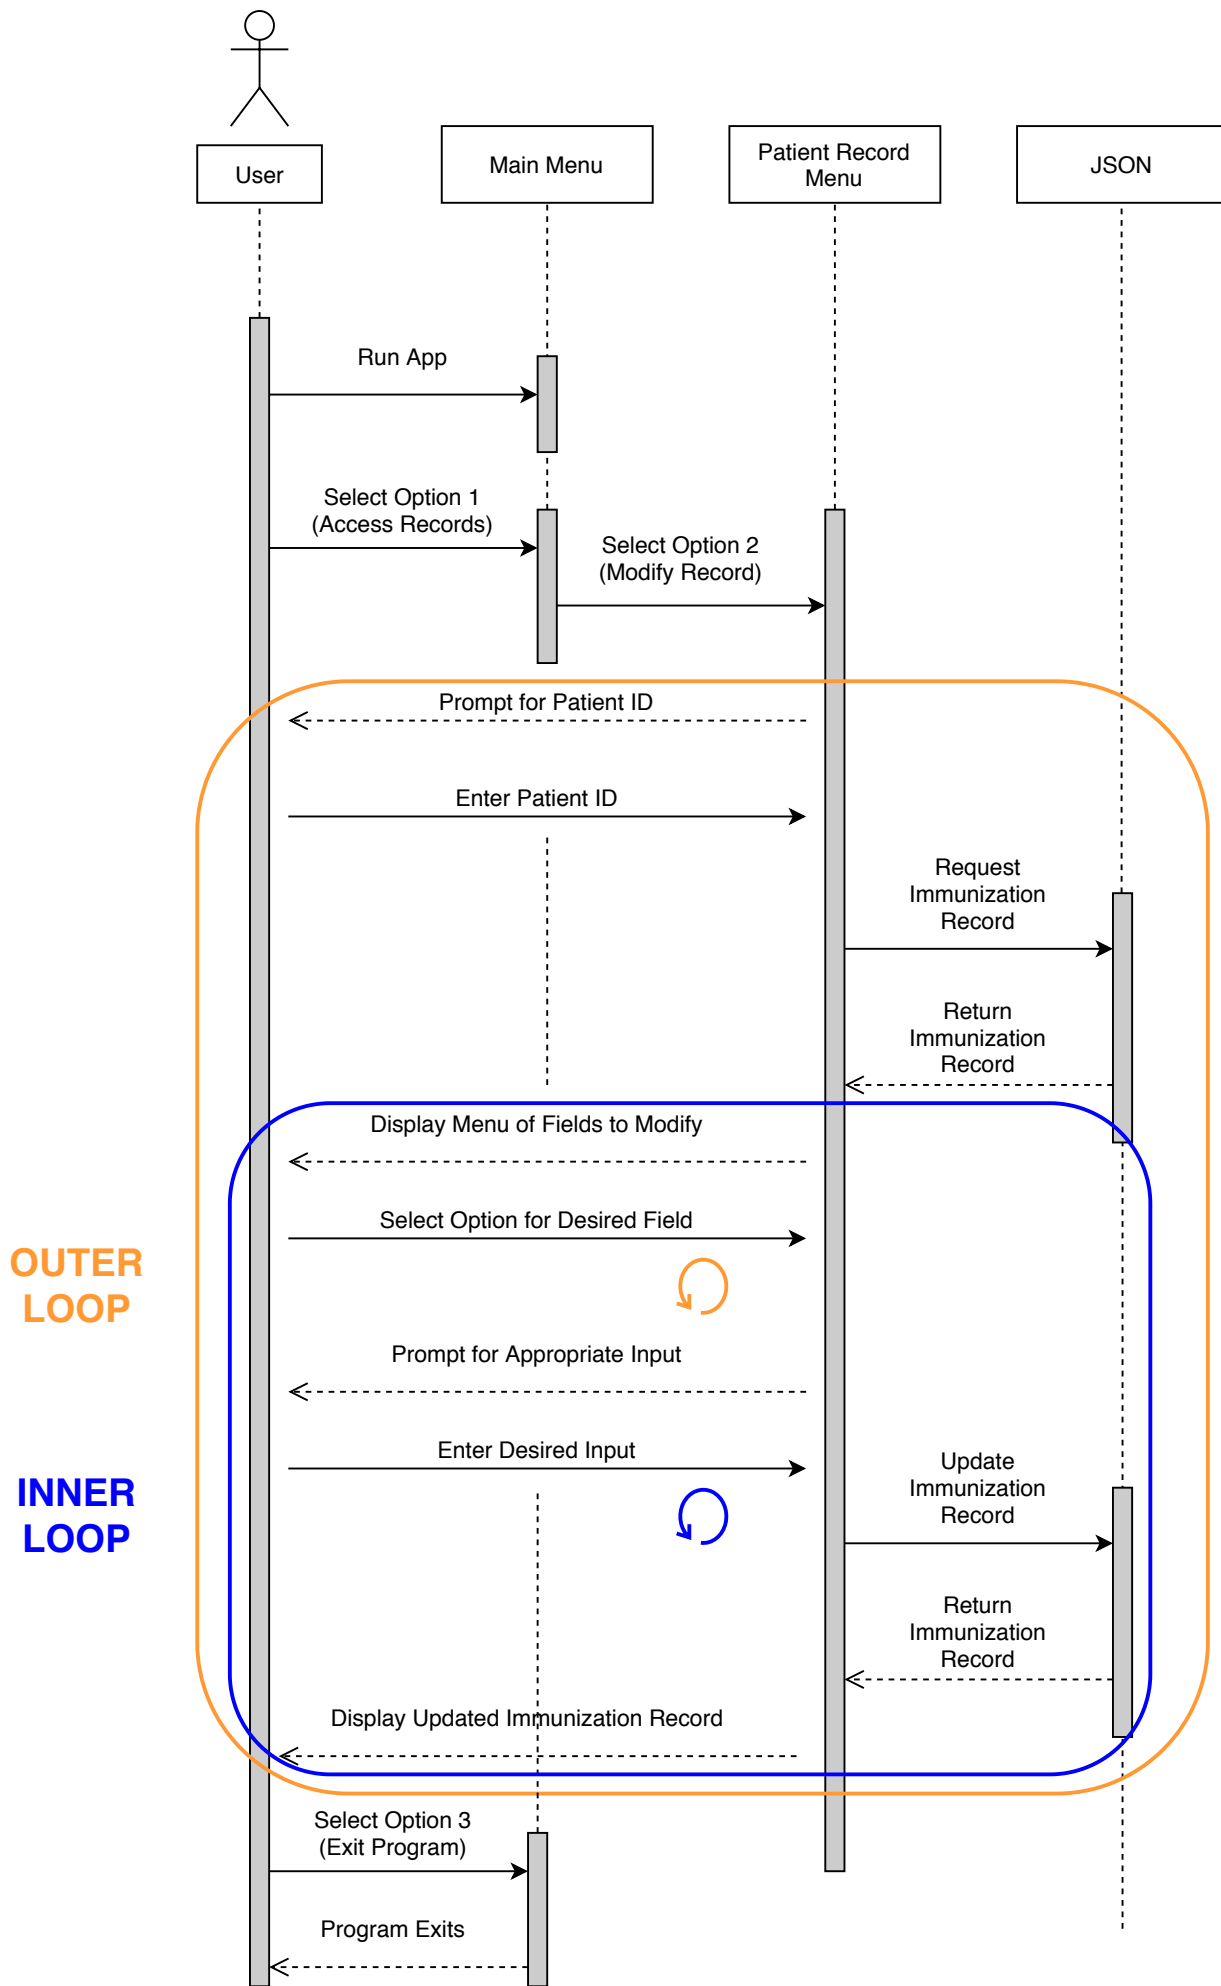 User
Main Menu
Patient Record
Menu
JSON
Run App
Select Option 1
(Access Records)
Select Option 2
(Modify Record)
Prompt for Patient ID
Enter Patient ID
Request
Immunization
Record
Return
Immunization
Record
Display Menu of Fields to Modify
Select Option for Desired Field
OUTER
LOOP
Prompt for Appropriate Input
Enter Desired Input
INNER
LOOP
Update
Immunization
Record
Return
Immunization
Record
Display Updated Immunization Record
Select Option 3
(Exit Program)
Program Exits